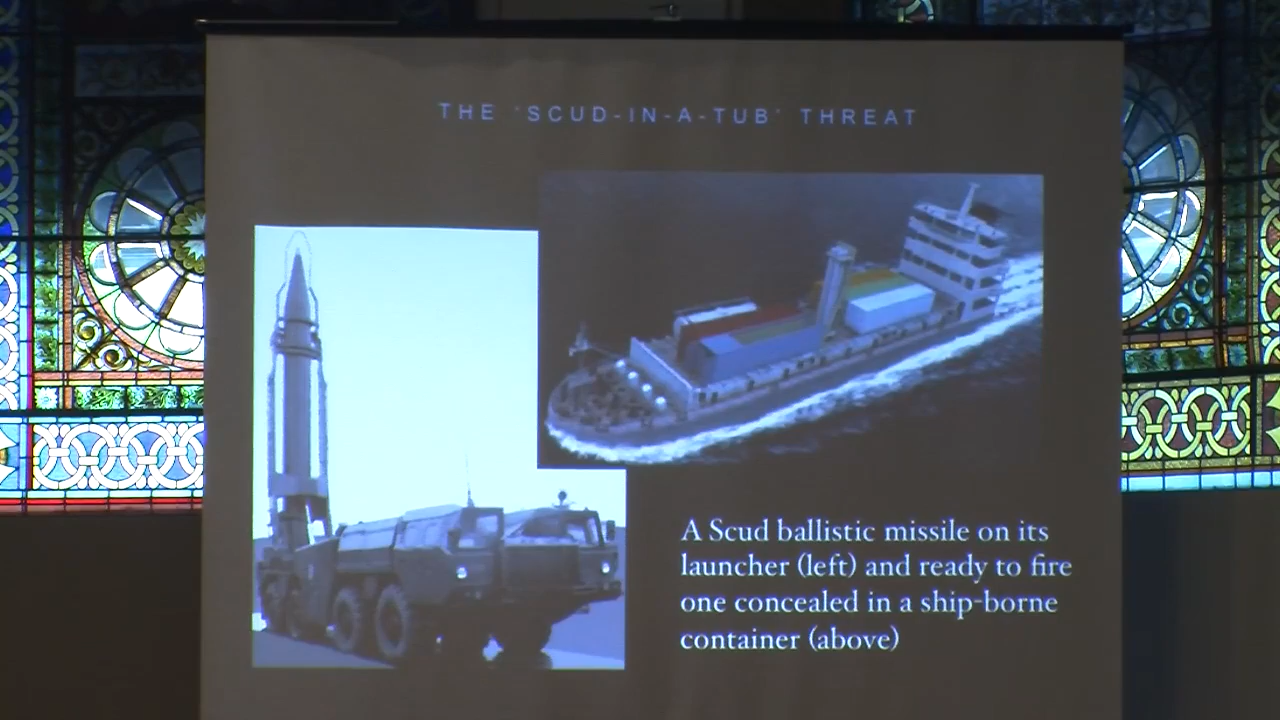 THE 'SCUD-IN-A-TUB' THREAT
A Scud ballistic missile on its
launcher (left) and ready to fire
one concealed in a ship-borne
container (above)